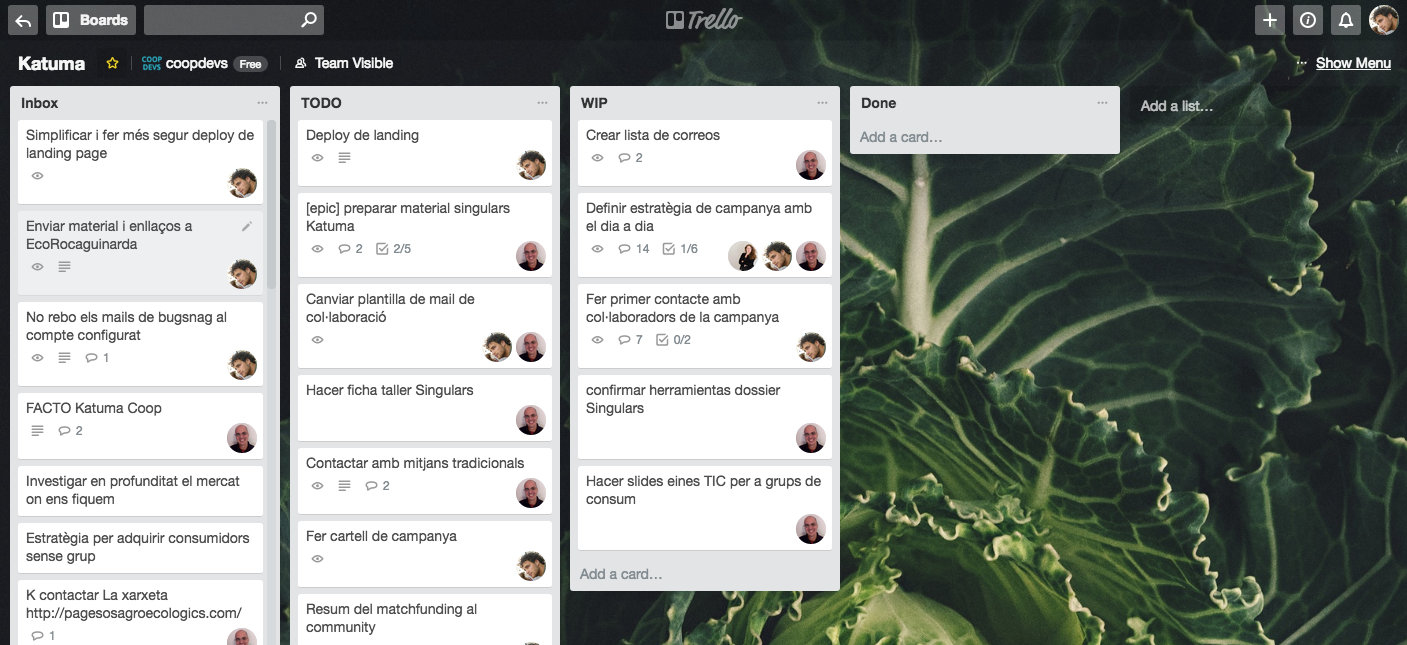 Boards
Trello
Katuma
COOP
DEVS
coopdevs
Free
Team Visible
Show Menu
Inbox
Simplificar i fer més segur deploy de
landing page
Enviar material i enllaços a
EcoRocaguinarda
No rebo els mails de bugsnag al
compte configurat
1
FACTO Katuma Coop
2
Investigar en profunditat el mercat
on ens fiquem
Estratègia per adquirir consumidors
sense grup
K contactar La xarxeta
http://pagesosagroecologics.com/
1
TODO
Deploy de landing
[epic] preparar material singulars
Katuma
2 2/5
Canviar plantilla de mail de
col·laboració
Hacer ficha taller Singulars
Contactar amb mitjans tradicionals
2
Fer cartell de campanya
Resum del matchfunding al
community
WIP
Crear lista de correos
2
Definir estratègia de campanya amb
el dia a dia
14 1/6
Fer primer contacte amb
col·laboradors de la campanya
7 0/2
confirmar herramientas dossier
Singulars
Hacer slides eines TIC per a grups de
consum
Add a card…
Done
Add a card…
Add a list…